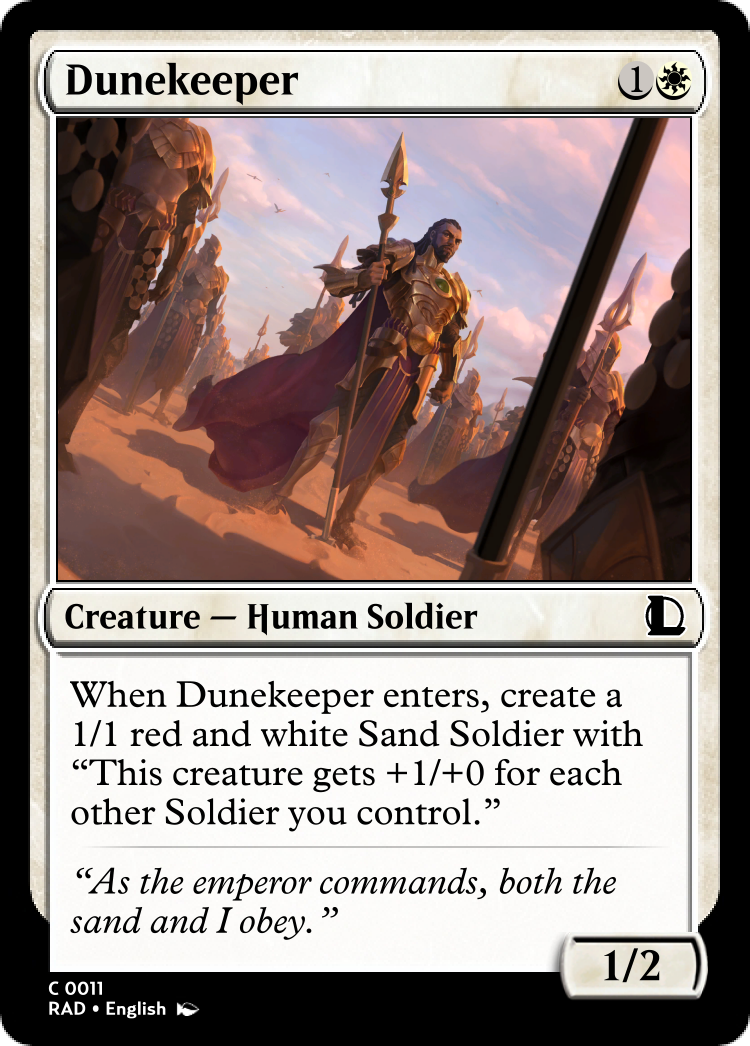 Dunekeeper 1
Creature — Human Soldier
When Dunekeeper enters, create a
1/1 red and white Sand Soldier with
“This creature gets +1/+0 for each
other Soldier you control.”
“As the emperor commands, both the
sand and I obey.”
1/2
C 0011
RAD • English